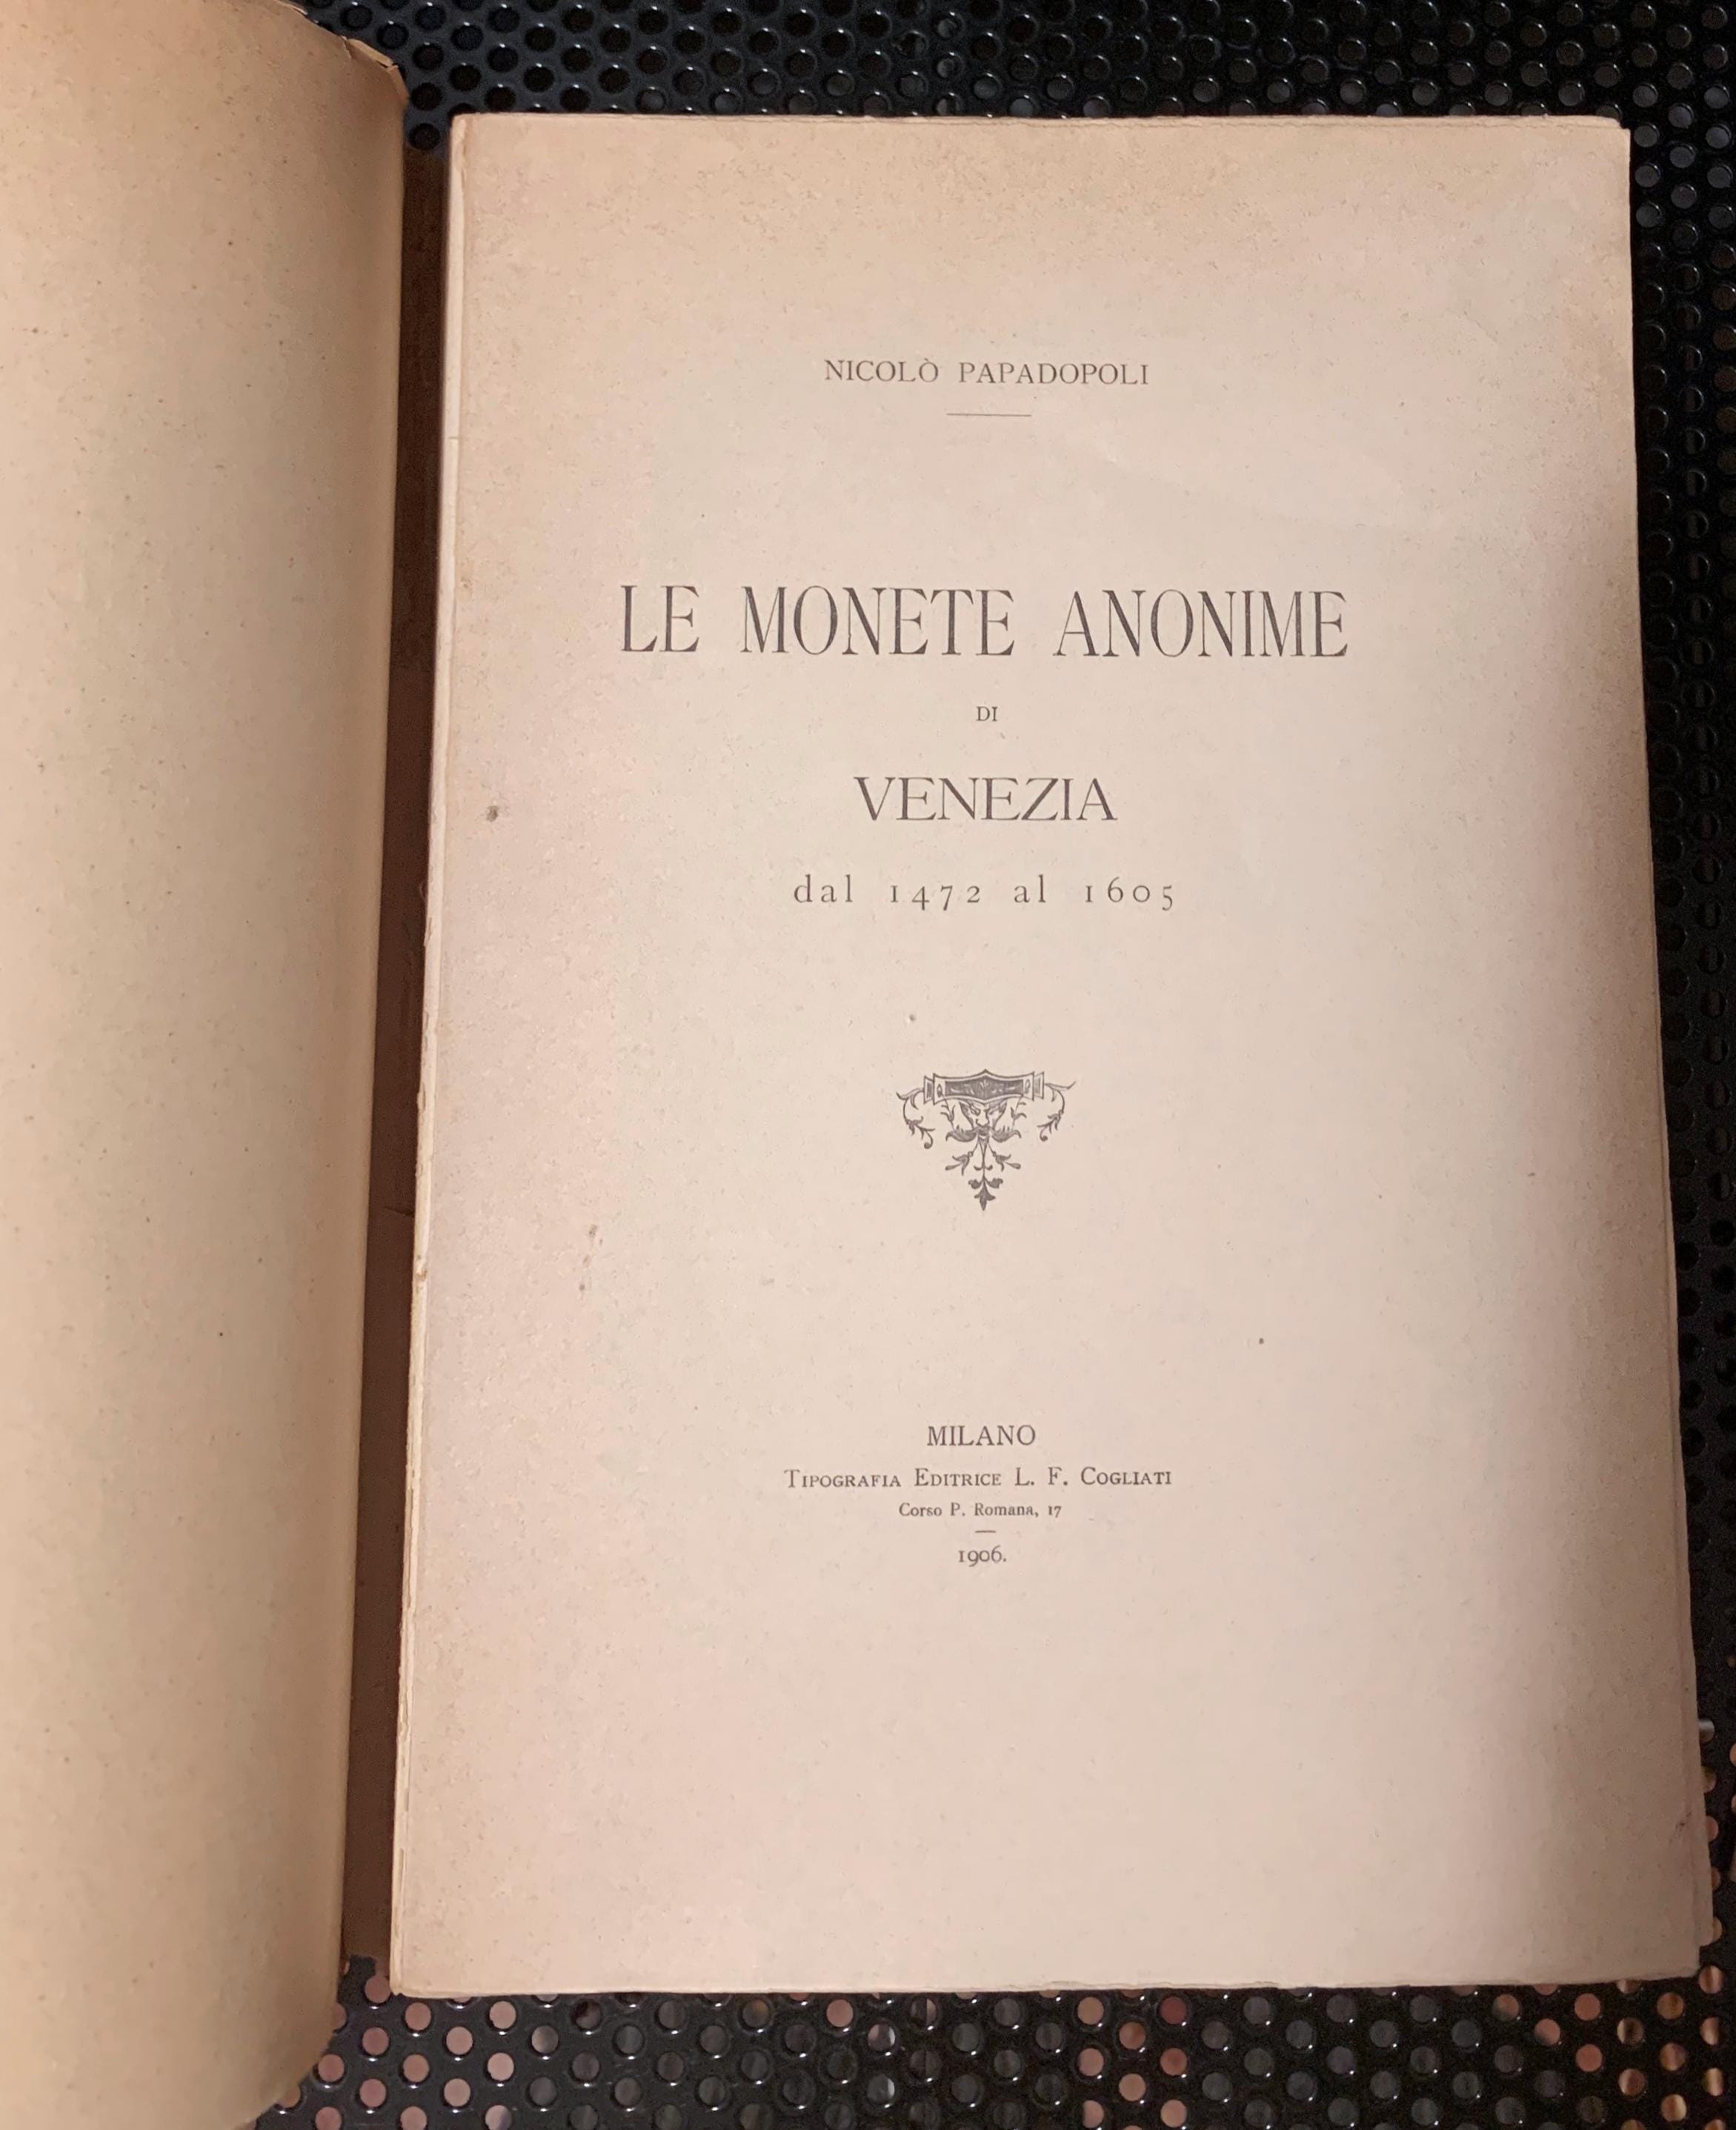 NICOLÒ PAPADOPOLI
LE MONETE ANONIME
DI
VENEZIA
dal 1472 al 1605
MILANO
Tipografia Editrice L. F. Cogliati
Corso P. Romana, 17
1906.